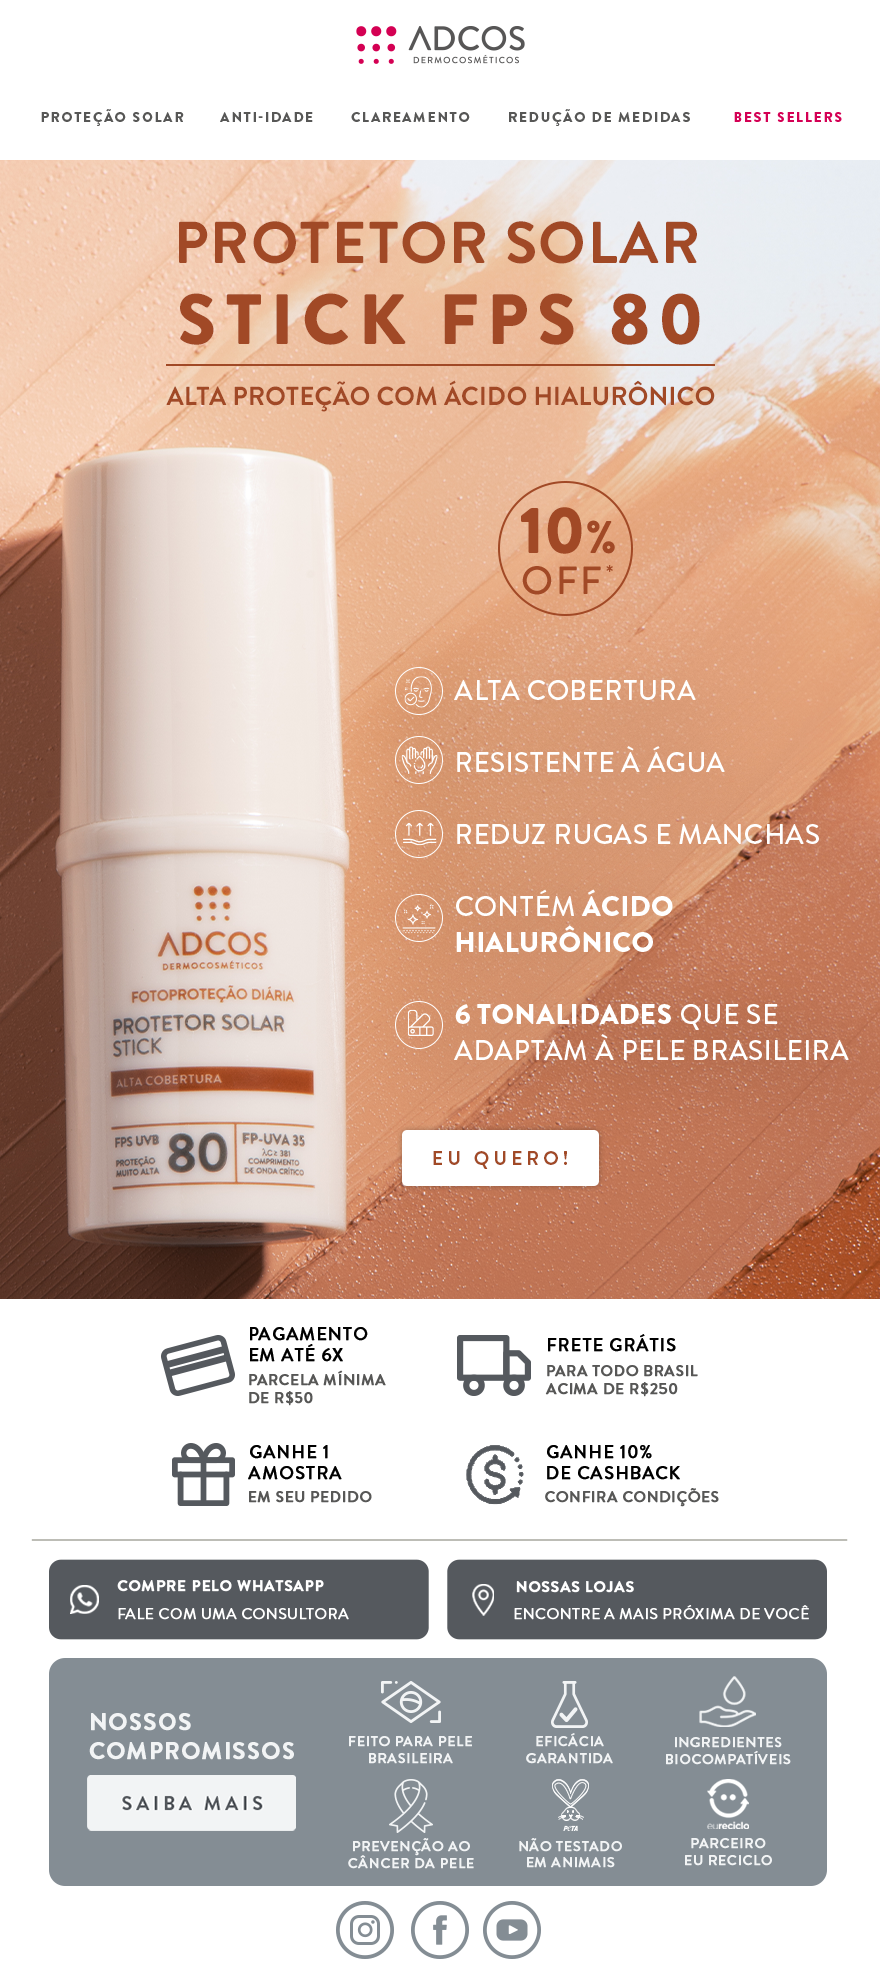 ADCOS
DERMOCOSMÉTICOS
PROTEÇÃO SOLAR ANTI-IDADE CLAREAMENTO REDUÇÃO DE MEDIDAS BEST SELLERS
PROTETOR SOLAR
STICK FPS 80
ALTA PROTEÇÃO COM ÁCIDO HIALURÔNICO
10%
OFF*
ALTA COBERTURA
RESISTENTE À ÁGUA
REDUZ RUGAS E MANCHAS
CONTÉM ÁCIDO
HIALURÔNICO
6 TONALIDADES QUE SE
ADAPTAM À PELE BRASILEIRA
EU QUERO!
ADCOS
DERMOCOSMÉTICOS
FOTOPROTEÇÃO DIÁRIA
PROTETOR SOLAR
STICK
ALTA COBERTURA
FPS UVB 80 FP-UVA 35
PROTEÇÃO
MUITO ALTA
λC≥ 381
COMPRIMENTO
DE ONDA CRÍTICO
PAGAMENTO
EM ATÉ 6X
PARCELA MÍNIMA
DE R$50
FRETE GRÁTIS
PARA TODO BRASIL
ACIMA DE R$250
GANHE 1
AMOSTRA
EM SEU PEDIDO
GANHE 10%
DE CASHBACK
CONFIRA CONDIÇÕES
COMPRE PELO WHATSAPP
FALE COM UMA CONSULTORA
NOSSAS LOJAS
ENCONTRE A MAIS PRÓXIMA DE VOCÊ
NOSSOS
COMPROMISSOS
SAIBA MAIS
FEITO PARA PELE
BRASILEIRA
EFICÁCIA
GARANTIDA
INGREDIENTES
BIOCOMPATÍVEIS
PREVENÇÃO AO
CÂNCER DA PELE
PeTA
NÃO TESTADO
EM ANIMAIS
eureciclo
PARCEIRO
EU RECICLO